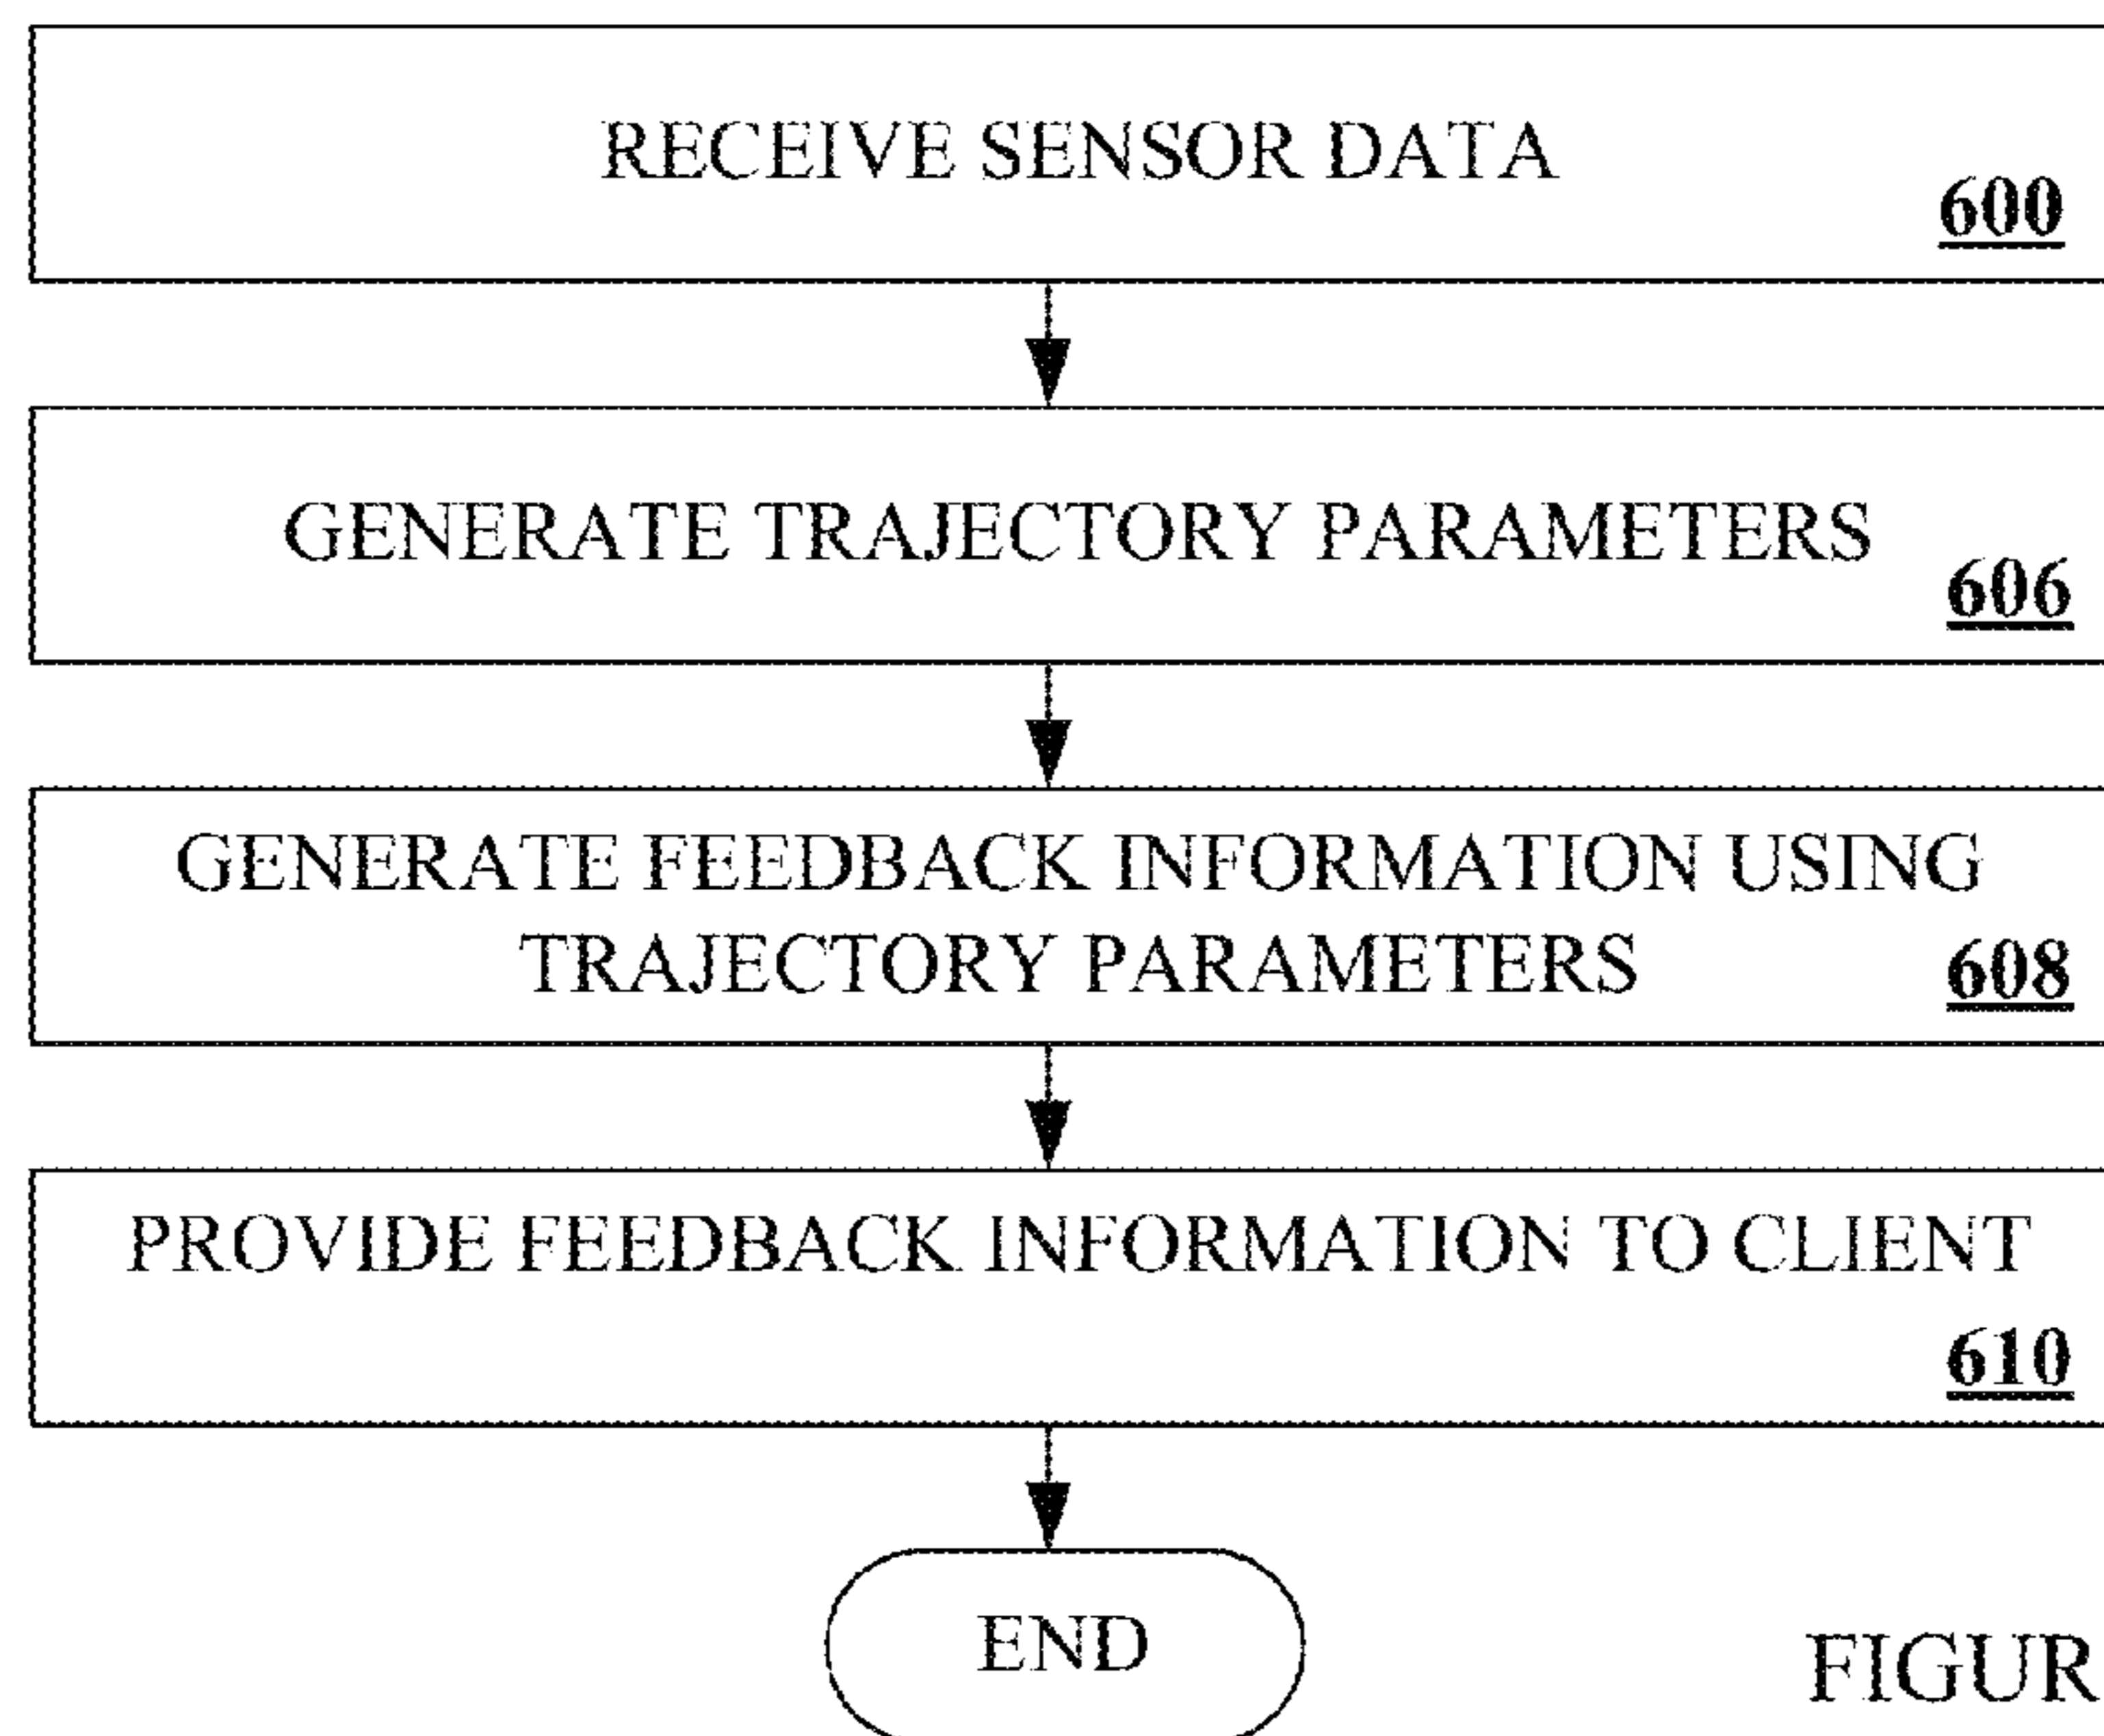 RECEIVE SENSOR DATA
600
GENERATE TRAJECTORY PARAMETERS
606
GENERATE FEEDBACK INFORMATION USING
TRAJECTORY PARAMETERS
608
PROVIDE FEEDBACK INFORMATION TO CLIENT
610
END
FIGUR